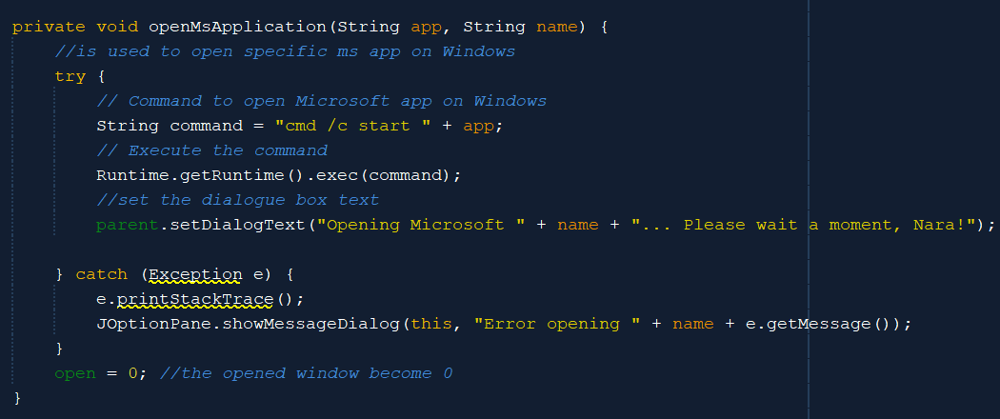 private void openMsApplication(String app, String name) {
    //is used to open specific ms app on Windows
    try {
        // Command to open Microsoft app on Windows
        String command = "cmd /c start " + app;
        // Execute the command
        Runtime.getRuntime().exec(command);
        //set the dialogue box text
        parent.setDialogText("Opening Microsoft " + name + "... Please wait a moment, Nara!");

    } catch (Exception e) {
        e.printStackTrace();
        JOptionPane.showMessageDialog(this, "Error opening " + name + e.getMessage());
    }
    open = 0; //the opened window become 0
}